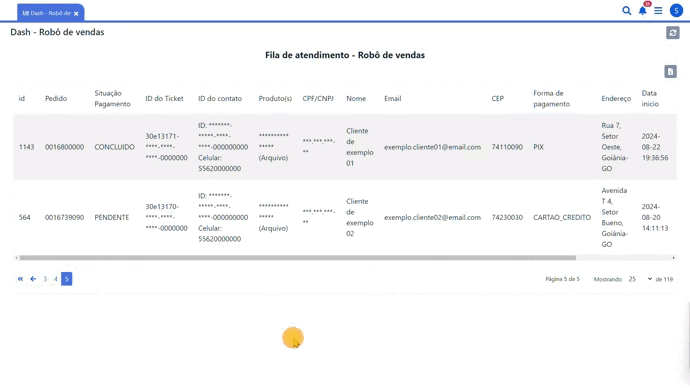 Dash - Robô de
10
S
Dash - Robô de vendas
Fila de atendimento - Robô de vendas
id Pedido Situação Pagamento ID do Ticket ID do contato Produto(s) CPF/CNPJ Nome Email CEP Forma de pagamento Endereço Data inicio
1143 0016800000 CONCLUIDO 30e13171-****-****-****-0000000 ID: *******-*****-****-****-000000000 Celular: 55620000000 *************** (Arquivo) ***.***.***-** Cliente de exemplo 01 exemplo.cliente01@email.com 74110090 PIX Rua 7, Setor Oeste, Goiânia-GO 2024-08-22 19:36:56
564 0016739090 PENDENTE 30e13170-****-****-****-0000000 ID: *******-*****-****-****-000000000 Celular: 55620000000 *************** (Arquivo) ***.***.***-** Cliente de exemplo 02 exemplo.cliente02@email.com 74230030 CARTAO_CREDITO Avenida T 4, Setor Bueno, Goiânia-GO 2024-08-20 14:11:13
3 4 5 Página 5 de 5 Mostrando 25 de 119